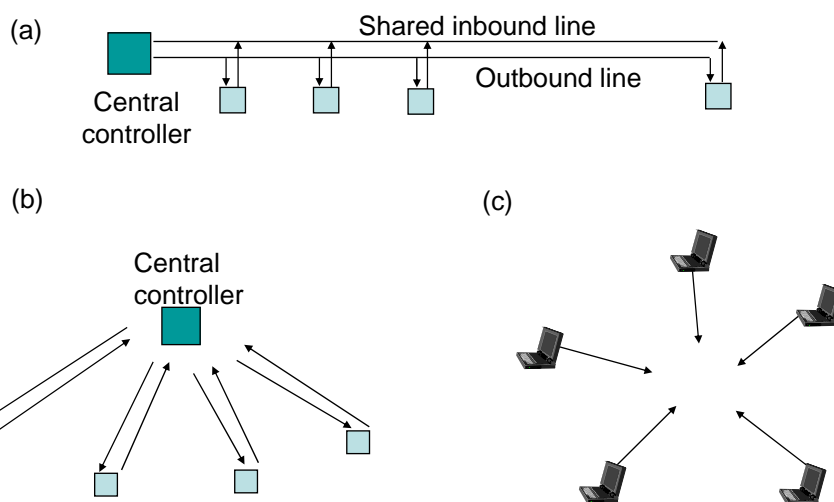 (a)
Shared inbound line
Outbound line
Central
controller
(b)
Central
controller
(c)